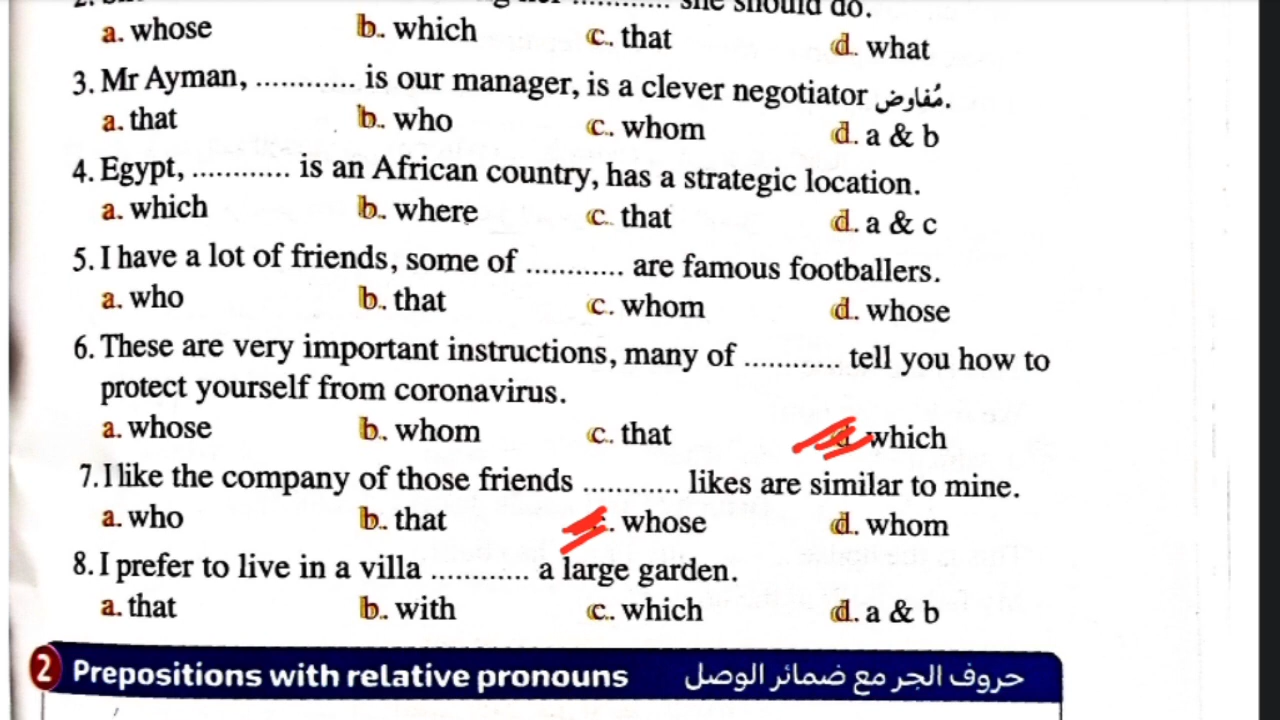 she should do.
a. whose b. which c. that d. what
3. Mr Ayman, ............ is our manager, is a clever negotiator مُفاوض.
a. that b. who c. whom d. a & b
4. Egypt, ............ is an African country, has a strategic location.
a. which b. where c. that d. a & c
5. I have a lot of friends, some of ............ are famous footballers.
a. who b. that c. whom d. whose
6. These are very important instructions, many of ............ tell you how to
protect yourself from coronavirus.
a. whose b. whom c. that d. which
7. I like the company of those friends ............ likes are similar to mine.
a. who b. that c. whose d. whom
8. I prefer to live in a villa ............ a large garden.
a. that b. with c. which d. a & b
2 Prepositions with relative pronouns حروف الجر مع ضمائر الوصل